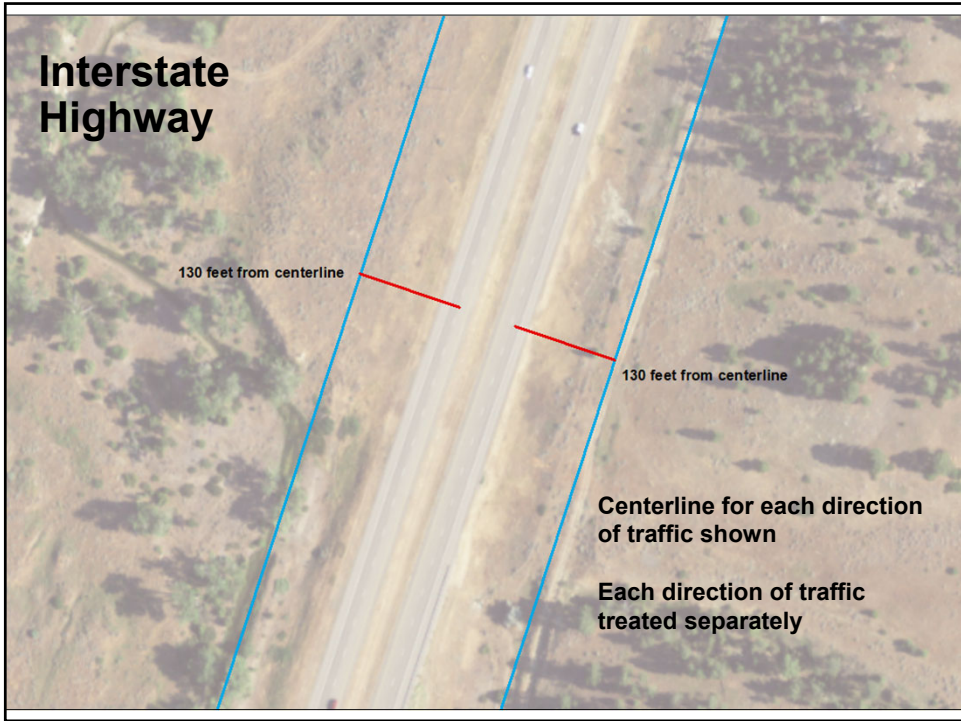 Interstate
Highway
130 feet from centerline
130 feet from centerline
Centerline for each direction
of traffic shown
Each direction of traffic
treated separately